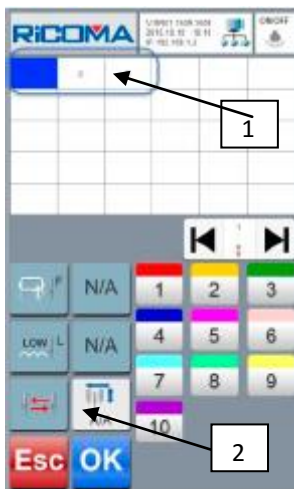 RiCOMA
ON/OFF
1
F N/A 1 2 3
LOW L N/A 4 5 6
7 8 9
N/A 10
2
Esc OK